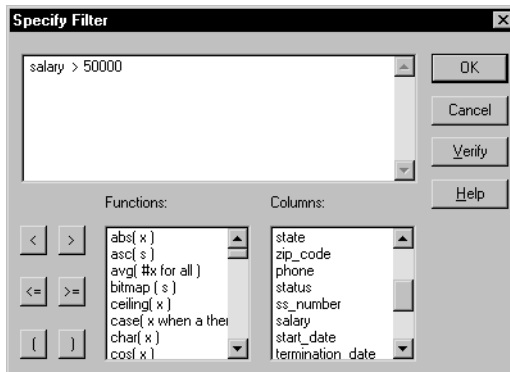 Specify Filter
salary > 50000
OK
Cancel
Verify
Help
Functions:
Columns:
< >
<= >=
( )
abs( x )
asc( s )
avg( #x for all )
bitmap ( s )
ceiling( x )
case( x when a ther
char( x )
cos( x )
state
zip_code
phone
status
ss_number
salary
start_date
termination_date